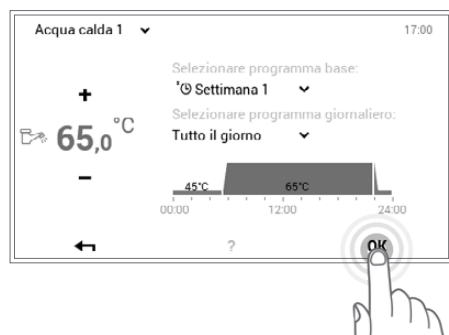 Acqua calda 1
17:00
Selezionare programma base:
Settimana 1
Selezionare programma giornaliero:
Tutto il giorno
+
65,0 °C
−
45°C 65°C
00:00 12:00 24:00
? OK